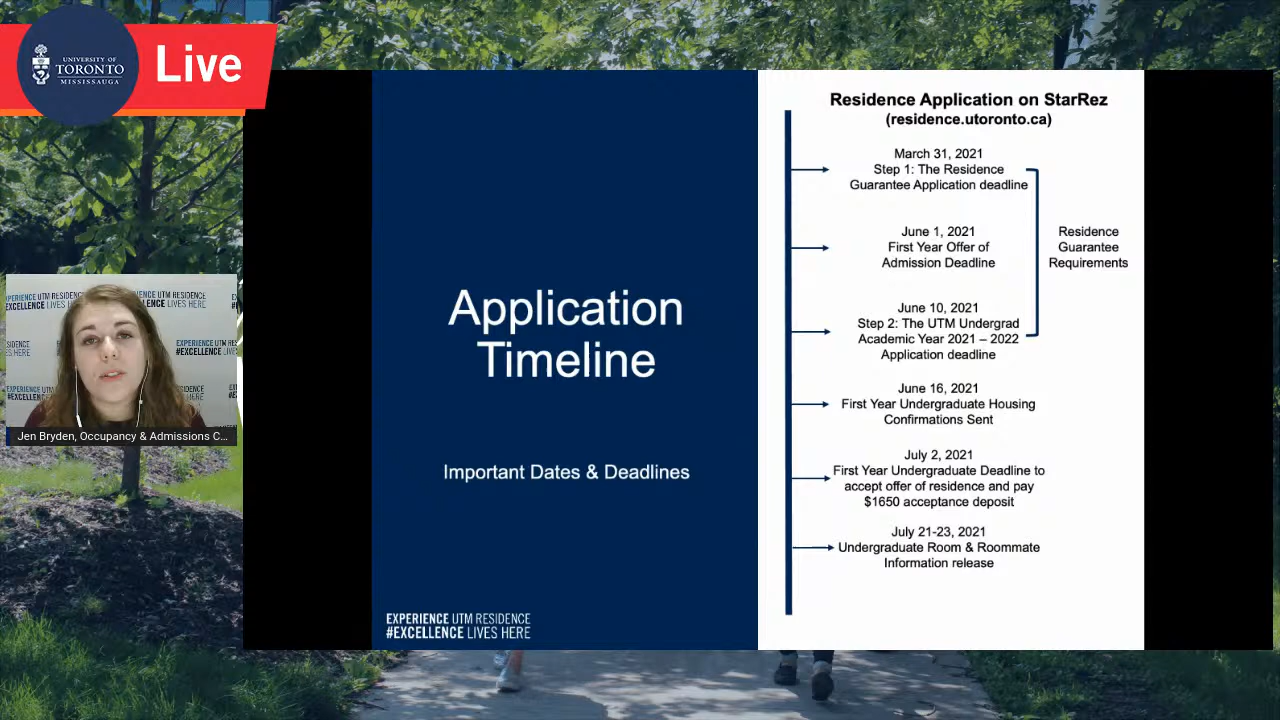 UNIVERSITY OF
TORONTO
MISSISSAUGA
Live
Residence Application on StarRez
(residence.utoronto.ca)
March 31, 2021
Step 1: The Residence
Guarantee Application deadline
June 1, 2021
First Year Offer of
Admission Deadline
Residence
Guarantee
Requirements
June 10, 2021
Step 2: The UTM Undergrad
Academic Year 2021 – 2022
Application deadline
June 16, 2021
First Year Undergraduate Housing
Confirmations Sent
July 2, 2021
First Year Undergraduate Deadline to
accept offer of residence and pay
$1650 acceptance deposit
July 21-23, 2021
Undergraduate Room & Roommate
Information release
Application
Timeline
Important Dates & Deadlines
EXPERIENCE UTM RESIDENCE
#EXCELLENCE LIVES HERE
EXPERIENCE UTM RESIDENCE
EXCELLENCE LIVES HERE
EXPERIENCE UTM
#EXCELLENCE
Jen Bryden, Occupancy & Admissions C...